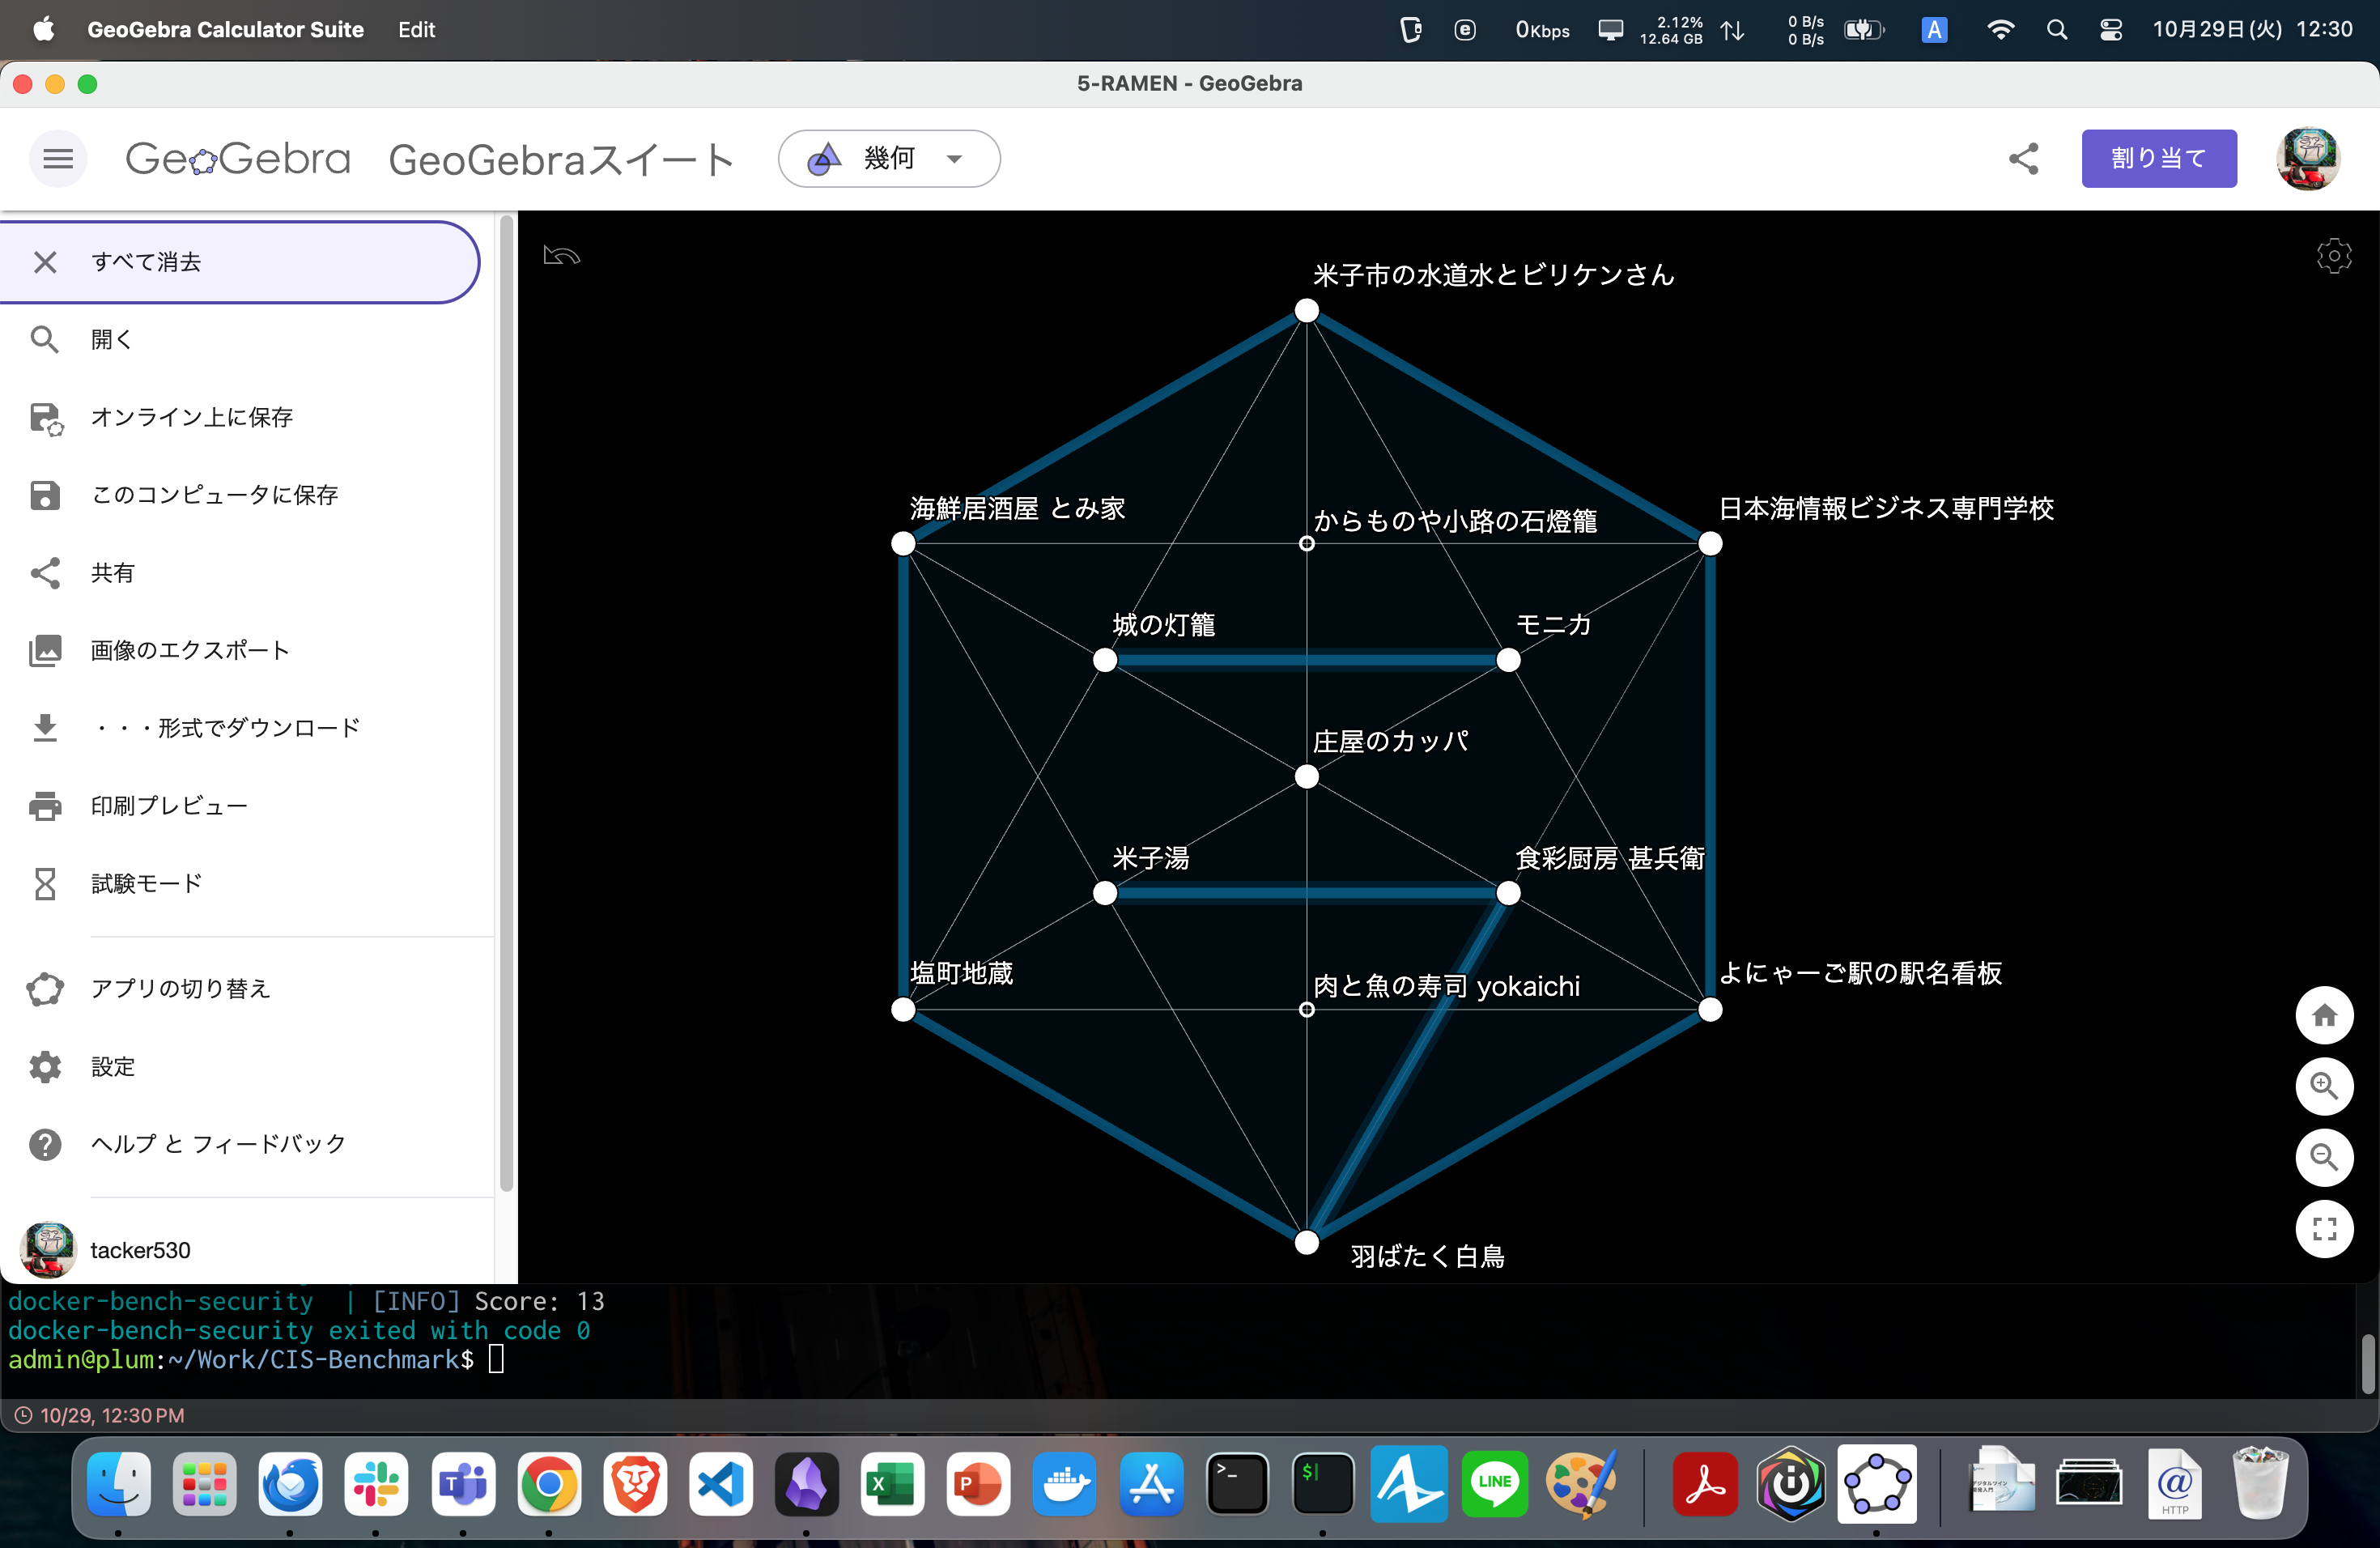 GeoGebra Calculator Suite Edit
0Kbps
2.12%
12.64 GB
0 B/s
0 B/s
A
10月29日(火) 12:30
5-RAMEN - GeoGebra
GeoGebra GeoGebraスイート 幾何
割り当て
すべて消去
開く
オンライン上に保存
このコンピュータに保存
共有
画像のエクスポート
・・・形式でダウンロード
印刷プレビュー
試験モード
アプリの切り替え
設定
ヘルプ と フィードバック
tacker530
米子市の水道水とビリケンさん
海鮮居酒屋 とみ家
からものや小路の石燈籠
日本海情報ビジネス専門学校
城の灯籠
モニカ
庄屋のカッパ
米子湯
食彩厨房 甚兵衛
塩町地蔵
肉と魚の寿司 yokaichi
よにゃーご駅の駅名看板
羽ばたく白鳥
docker-bench-security | [INFO] Score: 13
docker-bench-security exited with code 0
admin@plum:~/Work/CIS-Benchmark$
10/29, 12:30 PM
LINE
HTTP